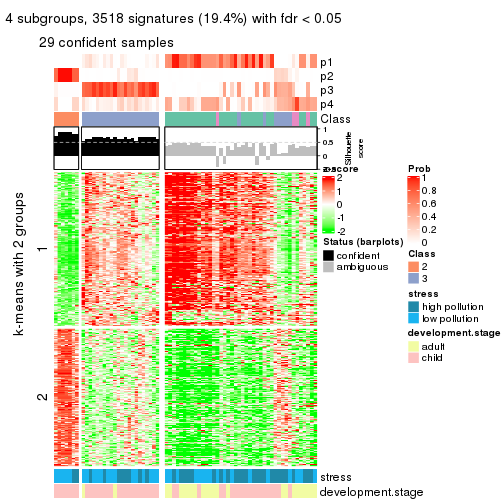 4 subgroups, 3518 signatures (19.4%) with fdr < 0.05
29 confident samples
p1
p2
p3
p4
Class
1
0.5
0
Silhouette score
k-means with 2 groups
1
2
z-score
2
1
0
-1
-2
Status (barplots)
confident
ambiguous
Prob
1
0.8
0.6
0.4
0.2
0
Class
2
3
stress
high pollution
low pollution
development.stage
adult
child
stress
development.stage